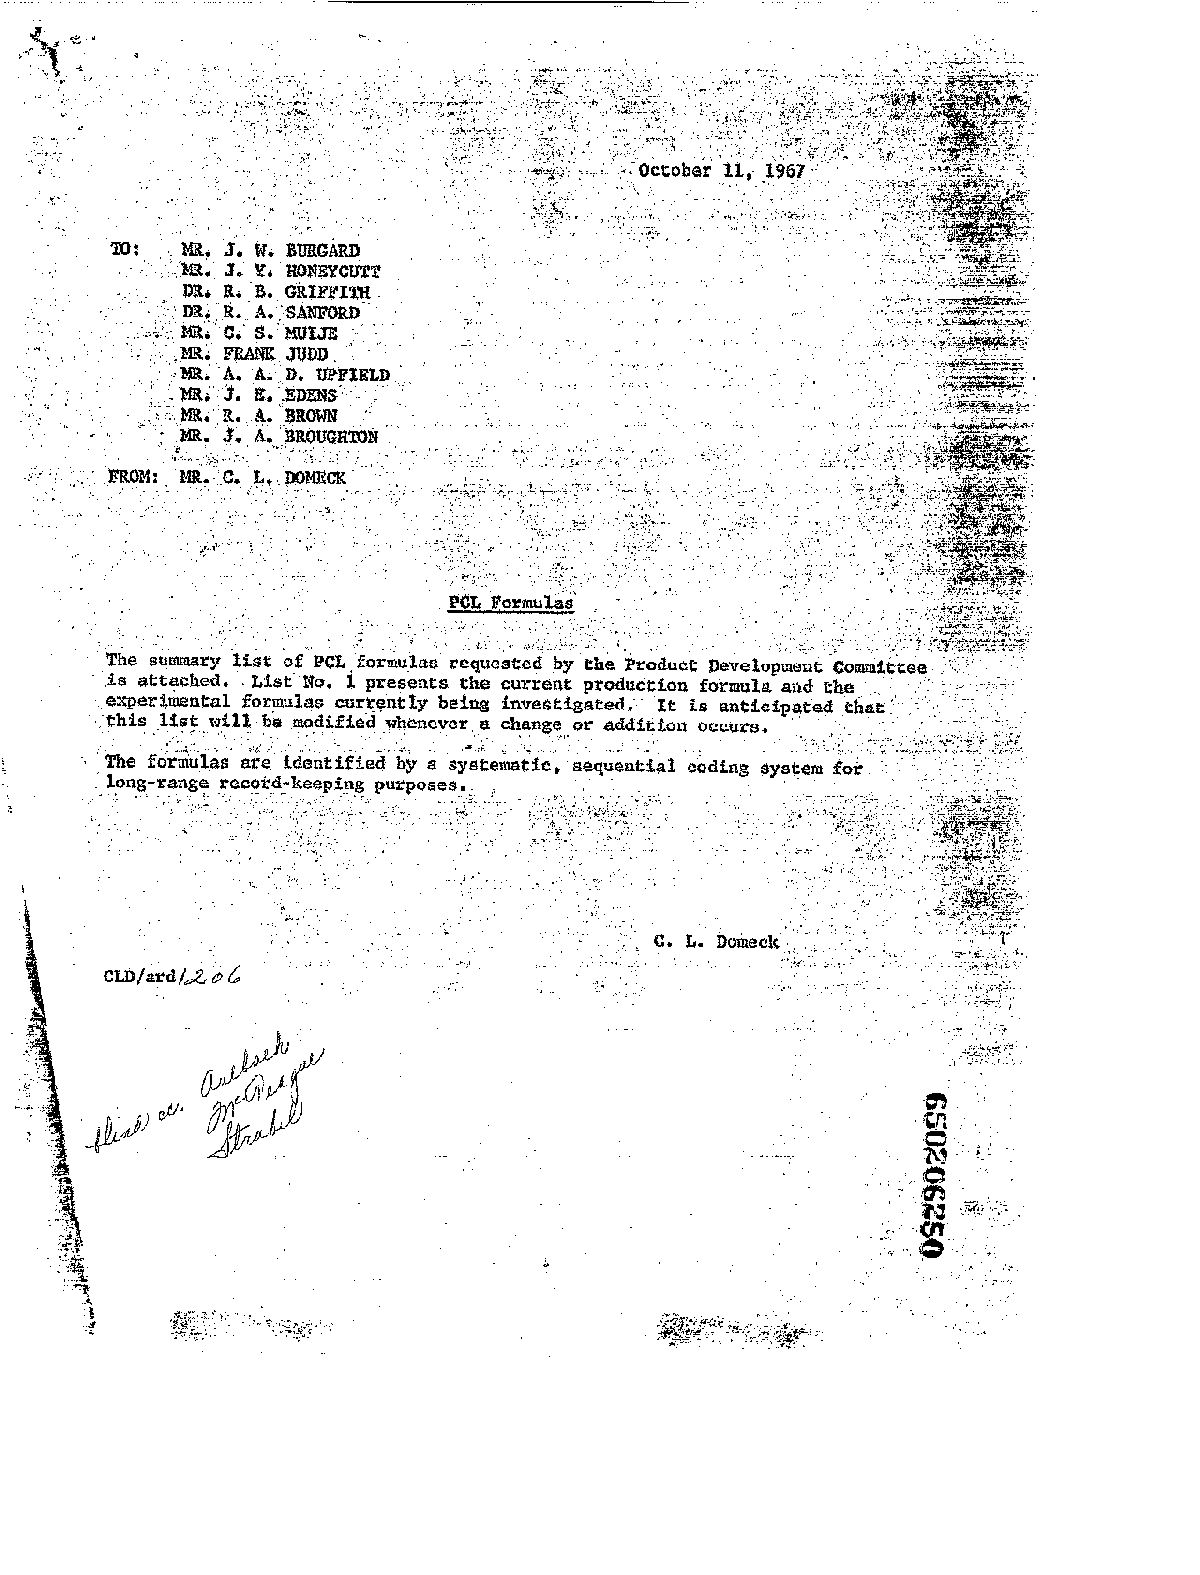 October 11, 1967
TO: MR. J. W. BURGARD
MR. J. Y. HONEYCUTT
DR. R. B. GRIFFITH
DR. R. A. SANFORD
MR. C. S. MUIJE
MR. FRANK JUDD
MR. A. A. D. UPFIELD
MR. J. E. EDENS
MR. R. A. BROWN
MR. J. A. BROUGHTON
FROM: MR. C. L. DOMECK
PCL Formulas
The summary list of PCL formulas requested by the Product Development Committee
is attached. List No. 1 presents the current production formula and the
experimental formulas currently being investigated. It is anticipated that
this list will be modified whenever a change or addition occurs.
The formulas are identified by a systematic, sequential coding system for
long-range record-keeping purposes.
C. L. Domeck
CLD/ard/1206
cc.
Strabel
650206250